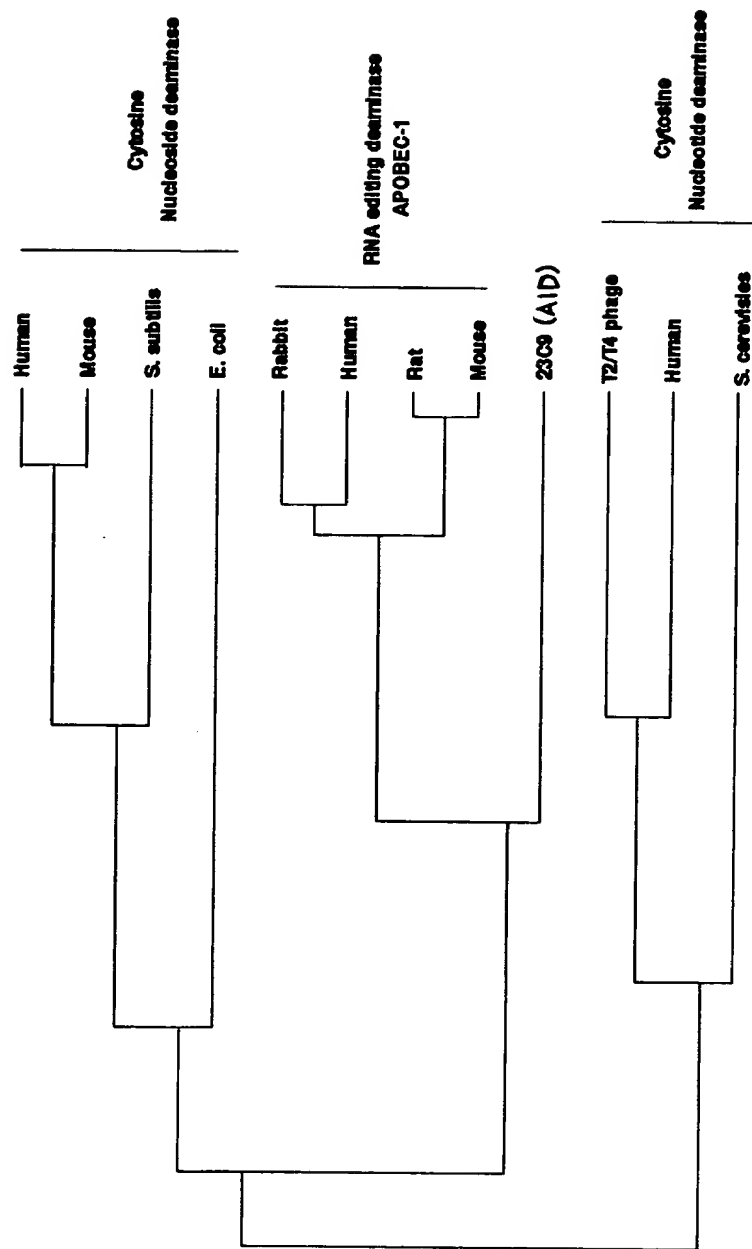 Human
Mouse
S. subtilis
E. coli
Cytosine
Nucleoside deaminase
Rabbit
Human
Rat
Mouse
RNA editing deaminase
APOBEC-1
23C9 (AID)
T2/T4 phage
Human
S. cerevisies
Cytosine
Nucleotide deaminase